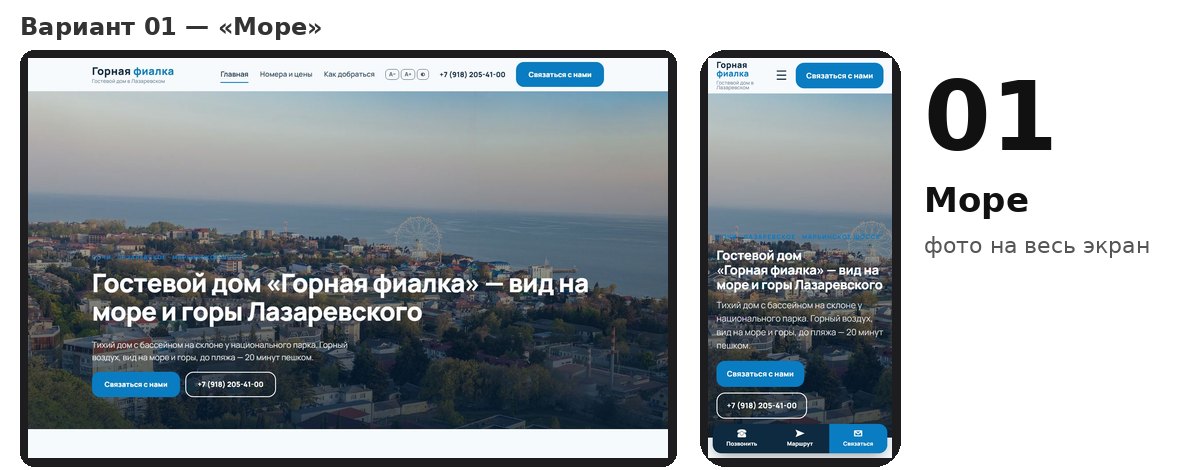 Вариант 01 — «Море»
Горная фиалка
Гостевой дом в Лазаревском
Главная
Номера и цены
Как добраться
A−
A+
+7 (918) 205-41-00
Связаться с нами
Гостевой дом «Горная фиалка» — вид на
море и горы Лазаревского
Тихий дом с бассейном на склоне у национального парка. Горный
воздух, вид на море и горы, до пляжа — 20 минут пешком.
Связаться с нами
+7 (918) 205-41-00
Горная
фиалка
Гостевой дом в
Лазаревском
Связаться с нами
Гостевой дом
«Горная фиалка» — вид на
море и горы Лазаревского
Тихий дом с бассейном на склоне у
национального парка. Горный воздух,
вид на море и горы, до пляжа — 20 минут
пешком.
Связаться с нами
+7 (918) 205-41-00
Позвонить
Маршрут
Связаться
01
Море
фото на весь экран